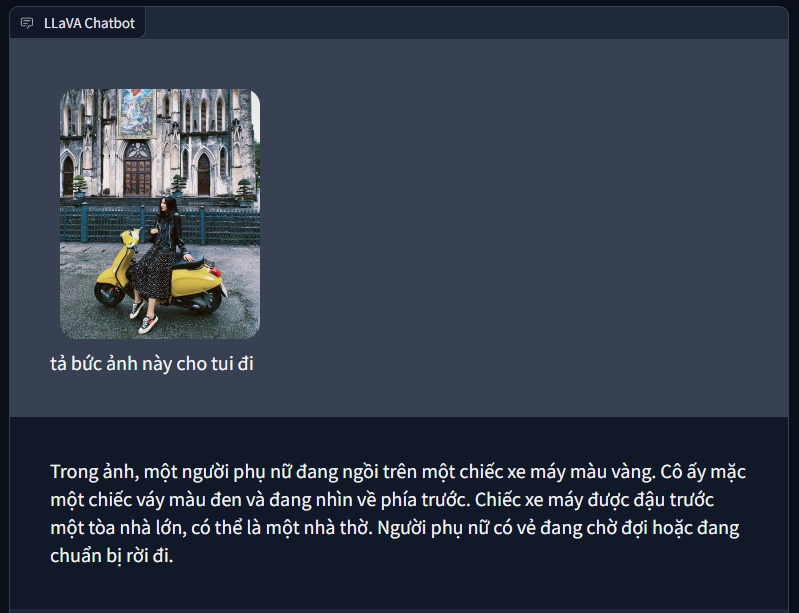 LLaVA Chatbot
tả bức ảnh này cho tui đi
Trong ảnh, một người phụ nữ đang ngồi trên một chiếc xe máy màu vàng. Cô ấy mặc
một chiếc váy màu đen và đang nhìn về phía trước. Chiếc xe máy được đậu trước
một tòa nhà lớn, có thể là một nhà thờ. Người phụ nữ có vẻ đang chờ đợi hoặc đang
chuẩn bị rời đi.